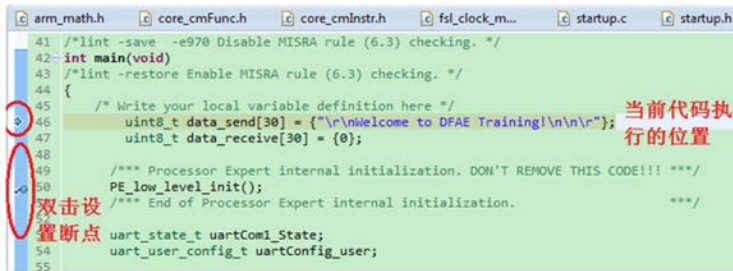 arm_math.h core_cmFunc.h core_cmInstr.h fsl_clock_m... startup.c startup.h
41 /*lint -save  -e970 Disable MISRA rule (6.3) checking. */
42 int main(void)
43 /*lint -restore Enable MISRA rule (6.3) checking. */
44 {
45 /* Write your local variable definition here */
46 uint8_t data_send[30] = {"\r\nWelcome to DFAE Training!\n\n\r"};
47 uint8_t data_receive[30] = {0};
当前代码执
行的位置
48
49 /*** Processor Expert internal initialization. DON'T REMOVE THIS CODE!!! ***/
50 PE_low_level_init();
/*** End of Processor Expert internal initialization. ***/
双击设
置断点
uart_state_t uartCom1_State;
54 uart_user_config_t uartConfig_user;
55